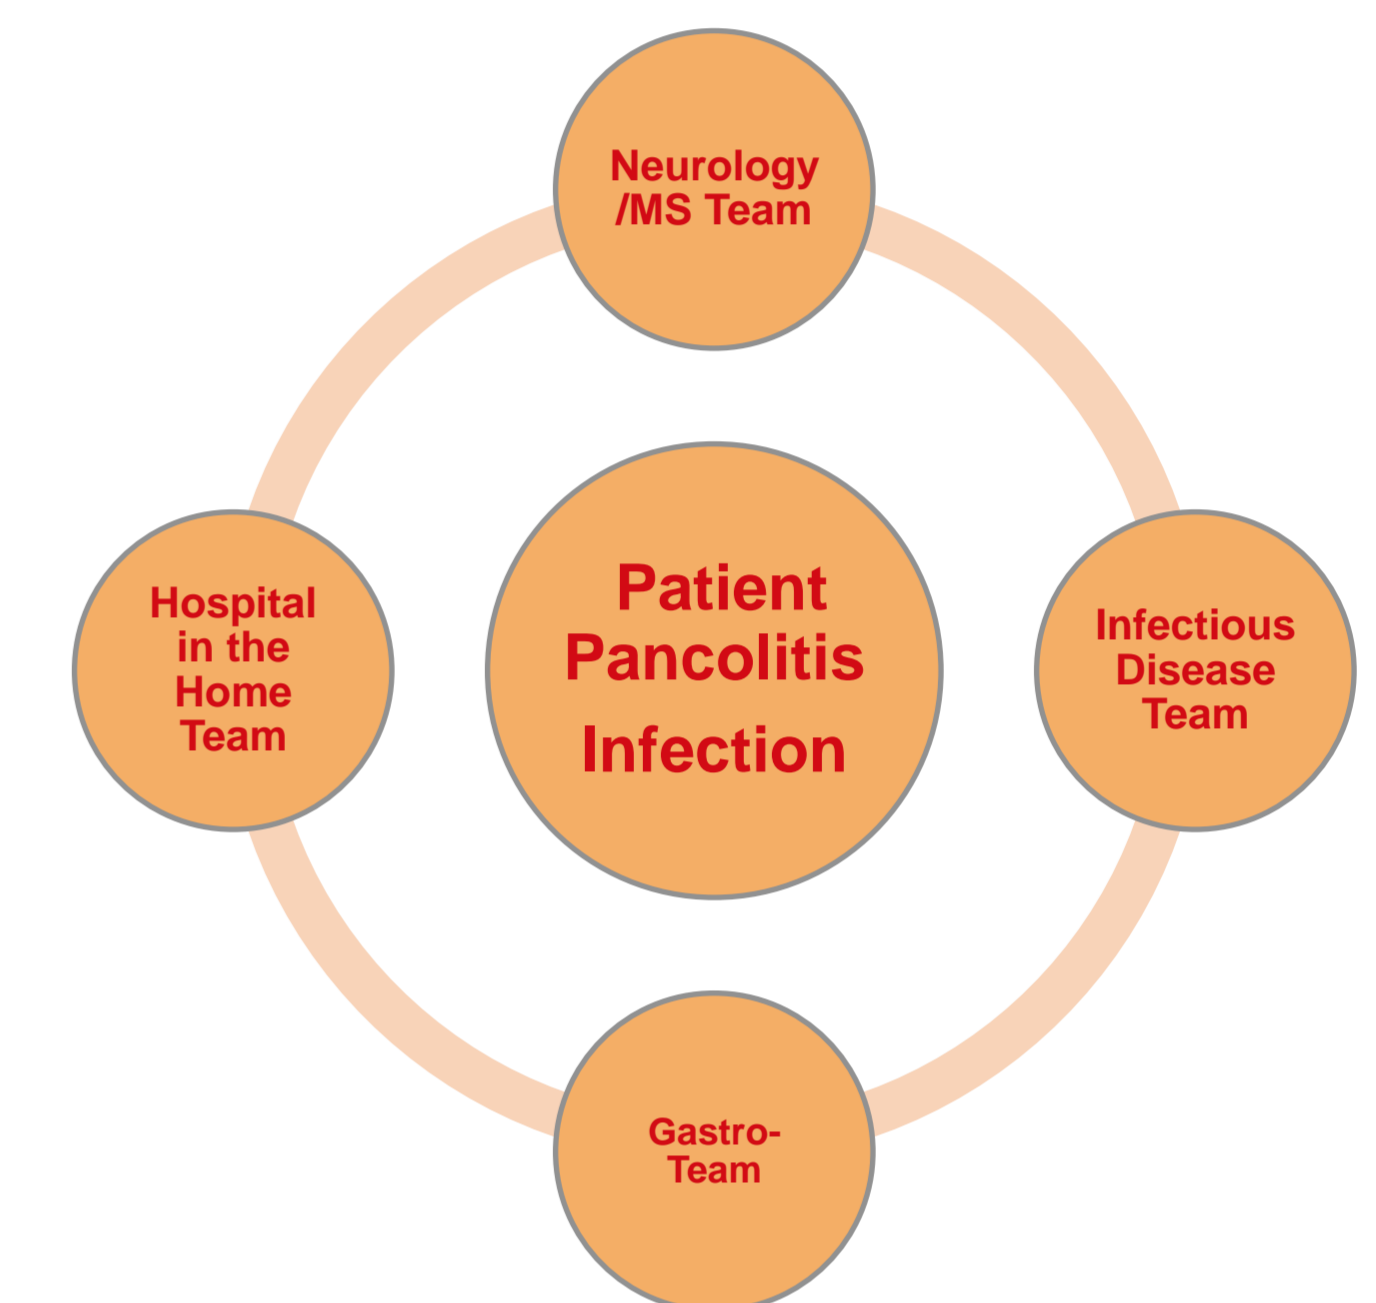 Neurology
/MS Team
Hospital
in the
Home
Team
Patient
Pancolitis
Infection
Infectious
Disease
Team
Gastro-
Team